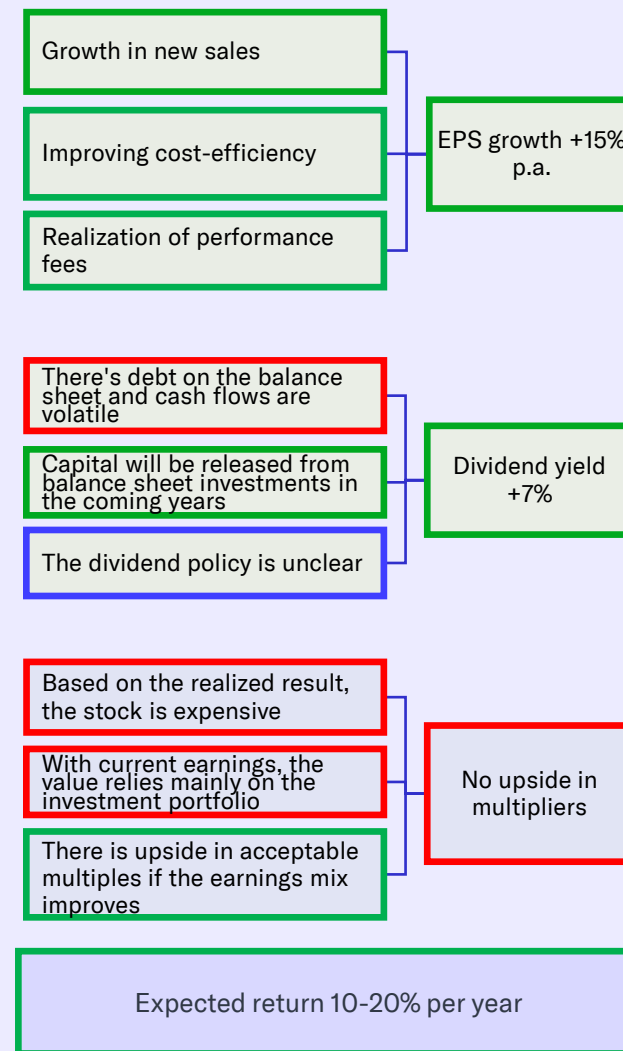 Growth in new sales
Improving cost-efficiency
Realization of performance
fees
EPS growth +15%
p.a.
There's debt on the balance
sheet and cash flows are
volatile
Capital will be released from
balance sheet investments in
the coming years
The dividend policy is unclear
Dividend yield
+7%
Based on the realized result,
the stock is expensive
With current earnings, the
value relies mainly on the
investment portfolio
There is upside in acceptable
multiples if the earnings mix
improves
No upside in
multipliers
Expected return 10-20% per year